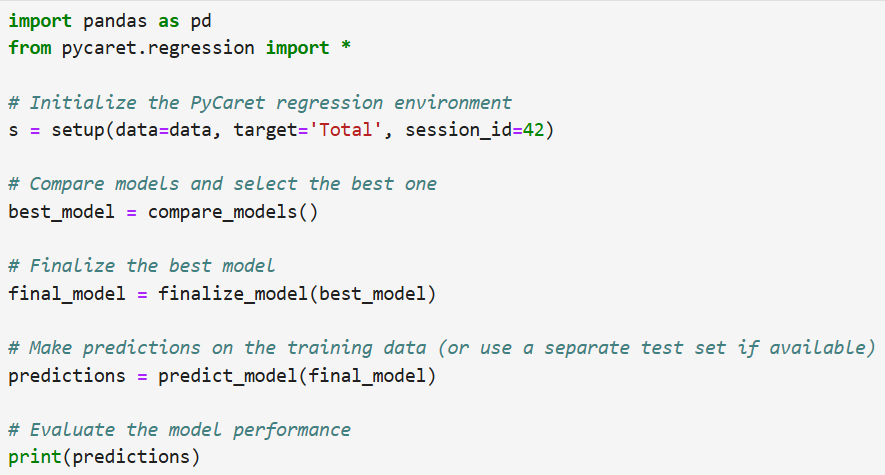 import pandas as pd
from pycaret.regression import *
# Initialize the PyCaret regression environment
s = setup(data=data, target='Total', session_id=42)
# Compare models and select the best one
best_model = compare_models()
# Finalize the best model
final_model = finalize_model(best_model)
# Make predictions on the training data (or use a separate test set if available)
predictions = predict_model(final_model)
# Evaluate the model performance
print(predictions)